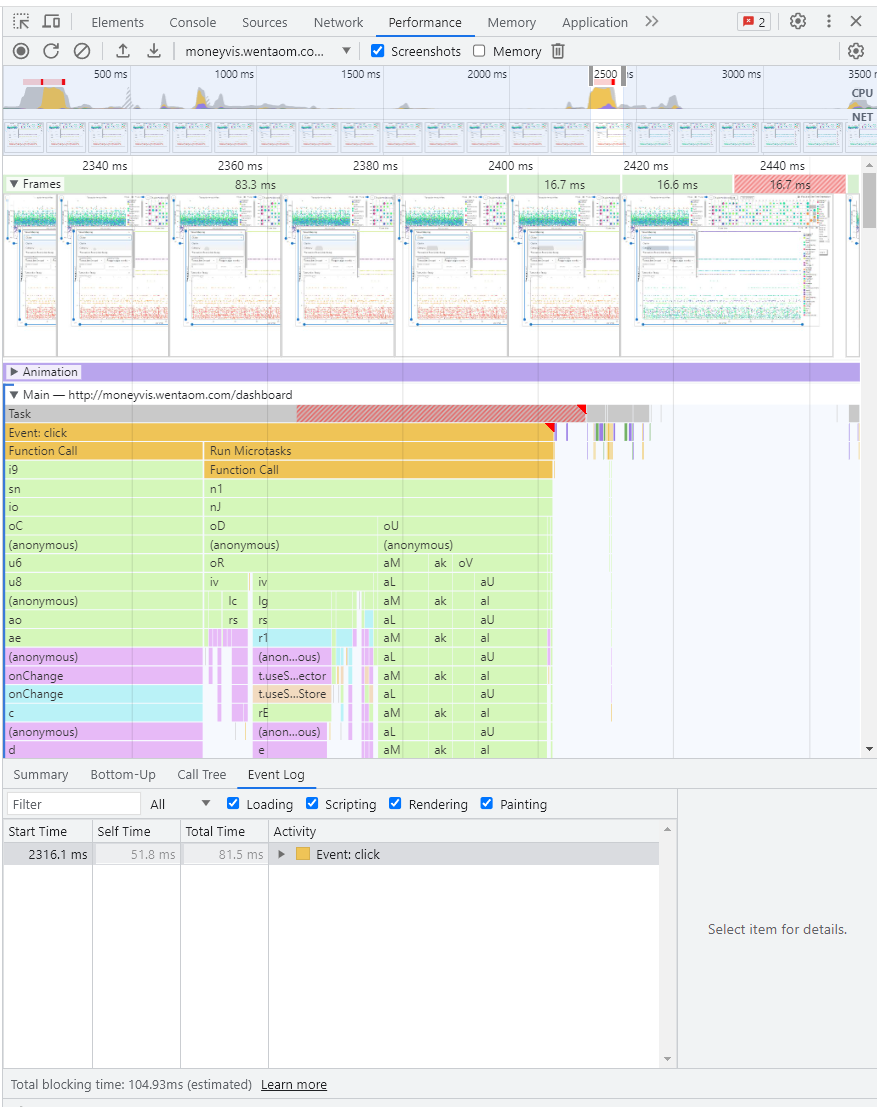 Elements Console Sources Network Performance Memory Application 2
moneyvis.wentaom.co... Screenshots Memory
500 ms 1000 ms 1500 ms 2000 ms 2500 ms 3000 ms 3500
CPU
NET
2340 ms 2360 ms 2380 ms 2400 ms 2420 ms 2440 ms
Frames 83.3 ms 16.7 ms 16.6 ms 16.7 ms
Animation
Main — http://moneyvis.wentaom.com/dashboard
Task
Event: click
Function Call Run Microtasks
i9 Function Call
sn n1
io nJ
oC oD oU
(anonymous) (anonymous) (anonymous)
u6 oR aM ak oV
u8 iv iv aL aU
(anonymous) lc lg aM ak al
ao rs rs aL aU
ae r1 aM ak al
(anonymous) (anon...ous) aL aU
onChange t.useS...ector aM ak al
onChange t.useS...Store aL aU
c rE aM ak al
(anonymous) (anon...ous) aL aU
d e aM ak al
Summary Bottom-Up Call Tree Event Log
Filter All Loading Scripting Rendering Painting
Start Time Self Time Total Time Activity
2316.1 ms 51.8 ms 81.5 ms Event: click
Select item for details.
Total blocking time: 104.93ms (estimated) Learn more